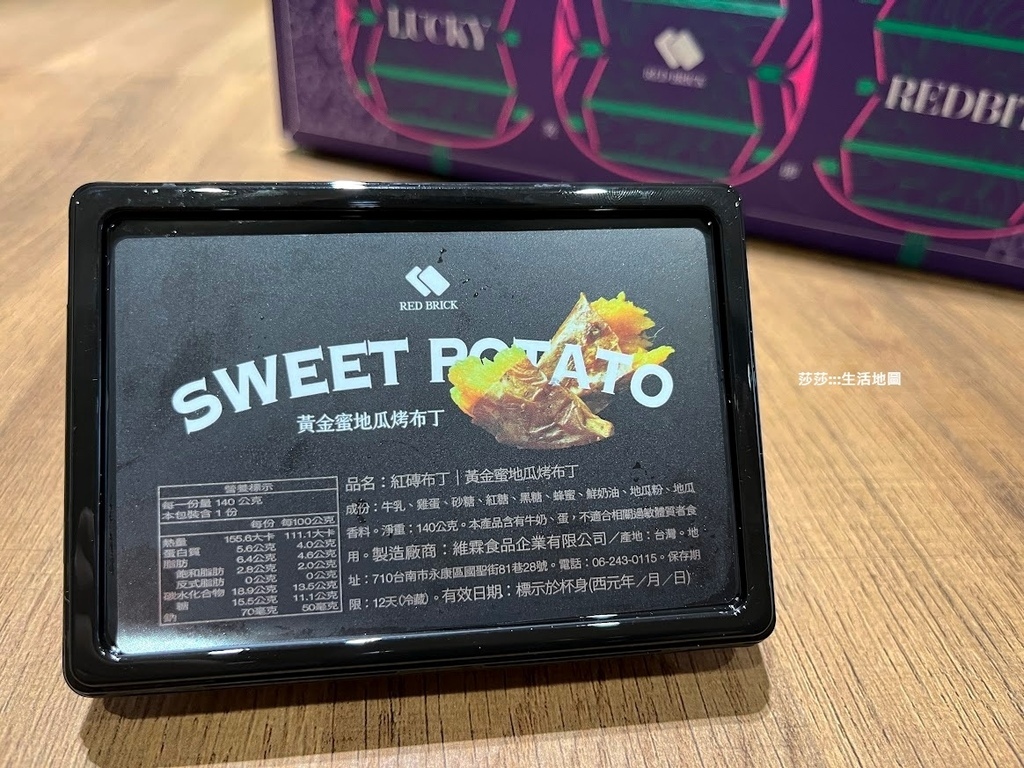 LUCKY
RED BRICK
REDBRI
RED BRICK
SWEET POTATO
黃金蜜地瓜烤布丁
營養標示
每一份量 140 公克
本包裝含 1 份
每份 每100公克
熱量 155.6大卡 111.1大卡
蛋白質 5.6公克 4.0公克
脂肪 6.4公克 4.6公克
飽和脂肪 2.8公克 2.0公克
反式脂肪 0公克 0公克
碳水化合物 18.9公克 13.5公克
糖 15.5公克 11.1公克
鈉 70毫克 50毫克
品名：紅磚布丁｜黃金蜜地瓜烤布丁
成份：牛乳、雞蛋、砂糖、紅糖、黑糖、蜂蜜、鮮奶油、地瓜粉、地瓜
香料。淨重：140公克。本產品含有牛奶、蛋，不適合相關過敏體質者食
用。製造廠商：維霖食品企業有限公司／產地：台灣。地
址：710台南市永康區國聖街81巷28號。電話：06-243-0115。保存期
限：12天(冷藏)。有效日期：標示於杯身(西元年／月／日)
莎莎:::生活地圖